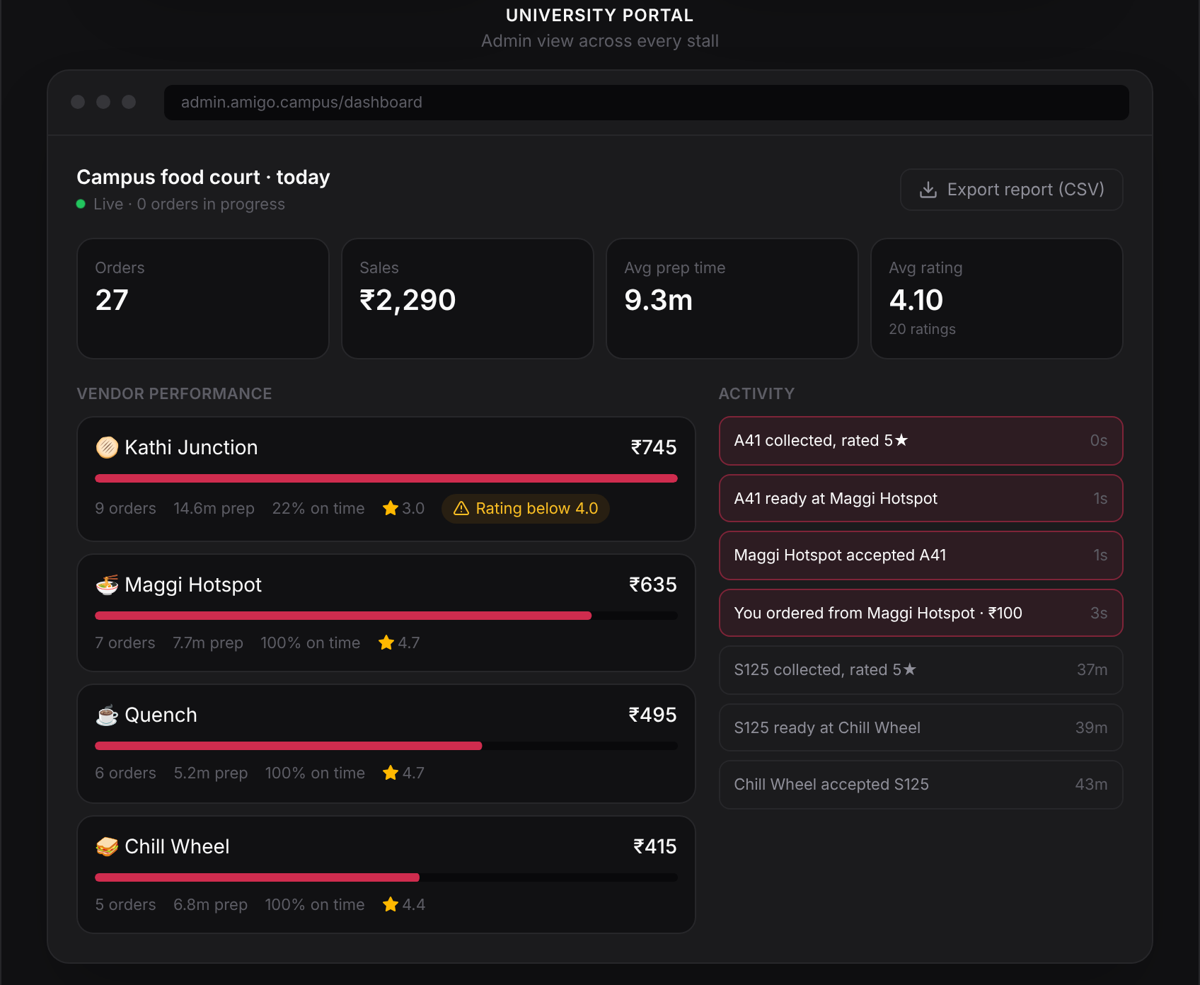 UNIVERSITY PORTAL
Admin view across every stall
admin.amigo.campus/dashboard
Campus food court · today
Live · 0 orders in progress
Export report (CSV)
Orders
27
Sales
₹2,290
Avg prep time
9.3m
Avg rating
4.10
20 ratings
VENDOR PERFORMANCE
Kathi Junction ₹745
9 orders 14.6m prep 22% on time ⭐ 3.0 ⚠ Rating below 4.0
Maggi Hotspot ₹635
7 orders 7.7m prep 100% on time ⭐ 4.7
Quench ₹495
6 orders 5.2m prep 100% on time ⭐ 4.7
Chill Wheel ₹415
5 orders 6.8m prep 100% on time ⭐ 4.4
ACTIVITY
A41 collected, rated 5★ 0s
A41 ready at Maggi Hotspot 1s
Maggi Hotspot accepted A41 1s
You ordered from Maggi Hotspot · ₹100 3s
S125 collected, rated 5★ 37m
S125 ready at Chill Wheel 39m
Chill Wheel accepted S125 43m